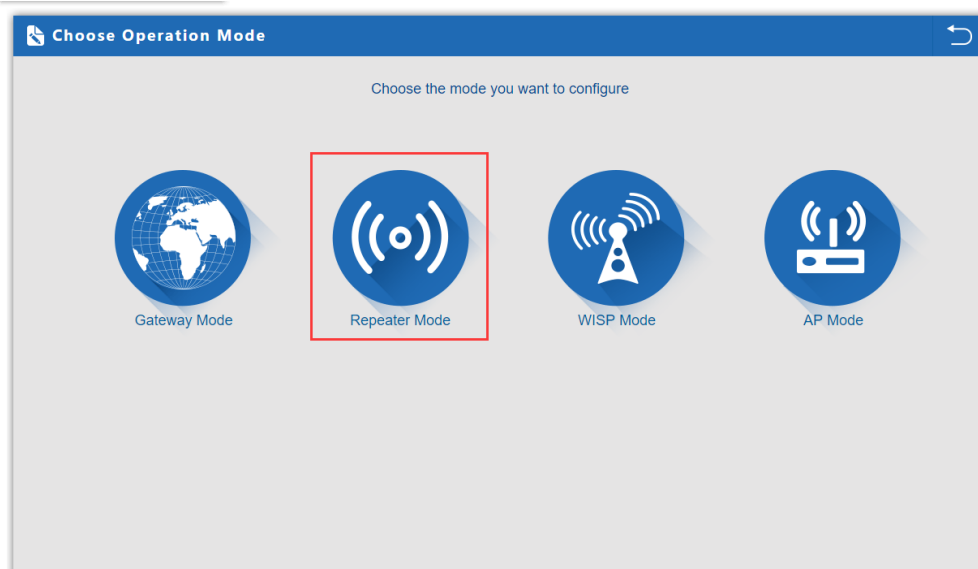 Choose Operation Mode
Choose the mode you want to configure
Gateway Mode
Repeater Mode
WISP Mode
AP Mode